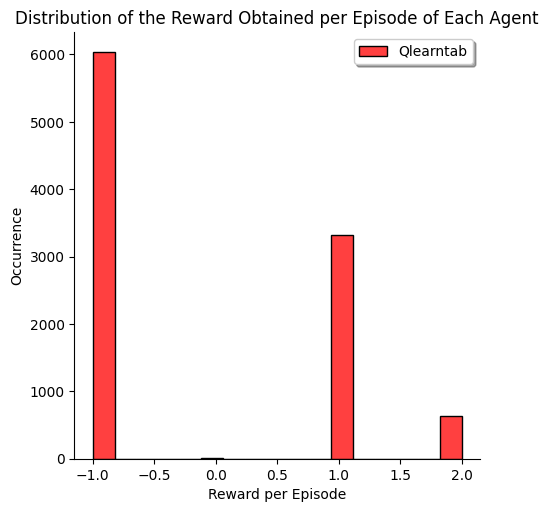 Distribution of the Reward Obtained per Episode of Each Agent
Qlearntab
6000
5000
4000
3000
2000
1000
0
Occurrence
−1.0 −0.5 0.0 0.5 1.0 1.5 2.0
Reward per Episode